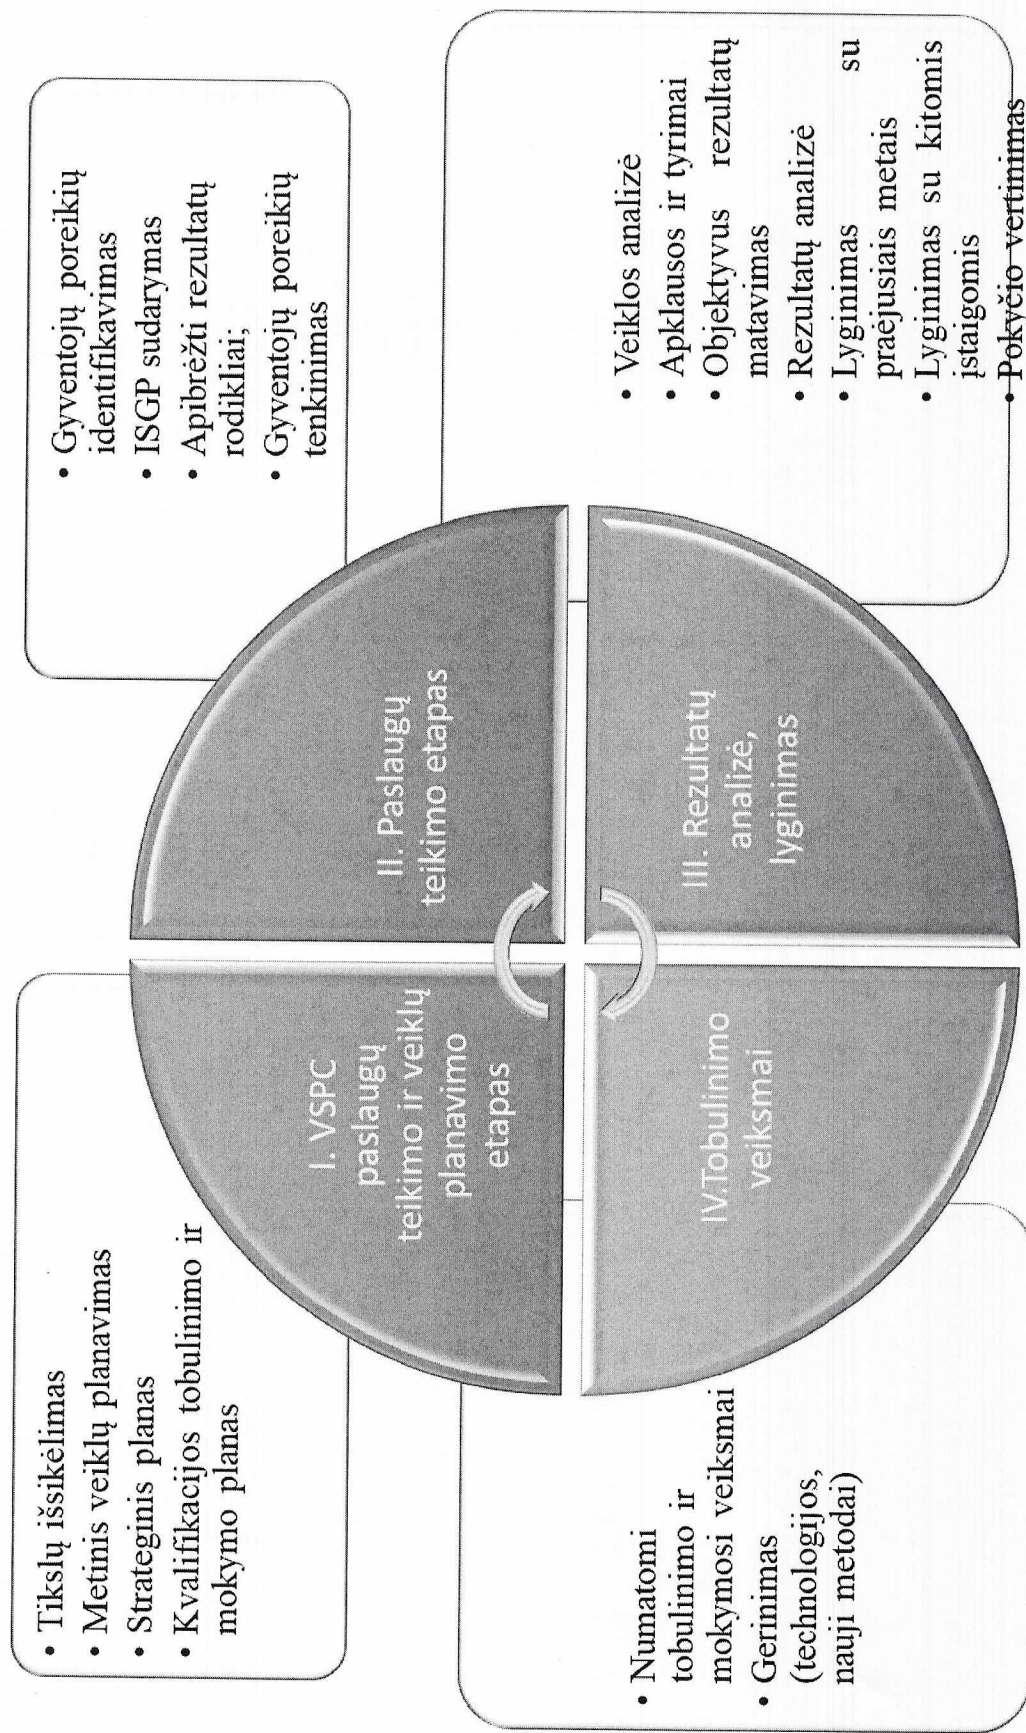 • Tikslų išsikėlimas
• Metinis veiklų planavimas
• Strateginis planas
• Kvalifikacijos tobulinimo ir
mokymo planas
I. VSPC
paslaugų
teikimo ir veiklų
planavimo
etapas
• Gyventojų poreikių
identifikavimas
• ISGP sudarymas
• Apibrėžti rezultatų
rodikliai;
• Gyventojų poreikių
tenkinimas
II. Paslaugų
teikimo etapas
III. Rezultatų
analizė,
lyginimas
• Veiklos analizė
• Apklausos ir tyrimai
• Objektyvus rezultatų
matavimas
• Rezultatų analizė
• Lyginimas su
praėjusiais metais
• Lyginimas su kitomis
įstaigomis
• Pokyčio vertinimas
IV.Tobulinimo
veiksmai
• Numatomi
tobulinimo ir
mokymosi veiksmai
• Gerinimas
(technologijos,
nauji metodai)